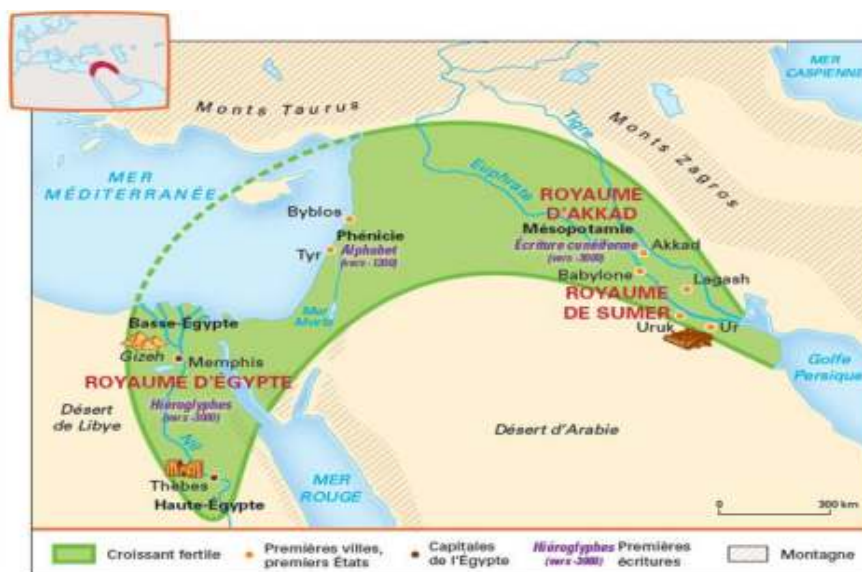 MER
CASPIENNE
Monts Taurus
Tigre
Monts Zagros
MER
MÉDITERRANÉE
Euphrate
ROYAUME
D'AKKAD
Mésopotamie
Écriture cunéiforme
(vers -3000)
Akkad
Byblos
Phénicie
Alphabet
(vers -1200)
Tyr
Babylone
Lagash
ROYAUME
DE SUMER
Uruk
Ur
Mer
Morte
Basse-Égypte
Gizeh
Memphis
ROYAUME D'ÉGYPTE
Hiéroglyphes
(vers -3000)
Golfe
Persique
Désert
de Libye
Désert d'Arabie
Nil
Thèbes
Haute-Égypte
MER
ROUGE
0 300 km
Croissant fertile
Premières villes,
premiers États
Capitales
de l'Égypte
Hiéroglyphes
(vers -3000)
Premières
écritures
Montagne